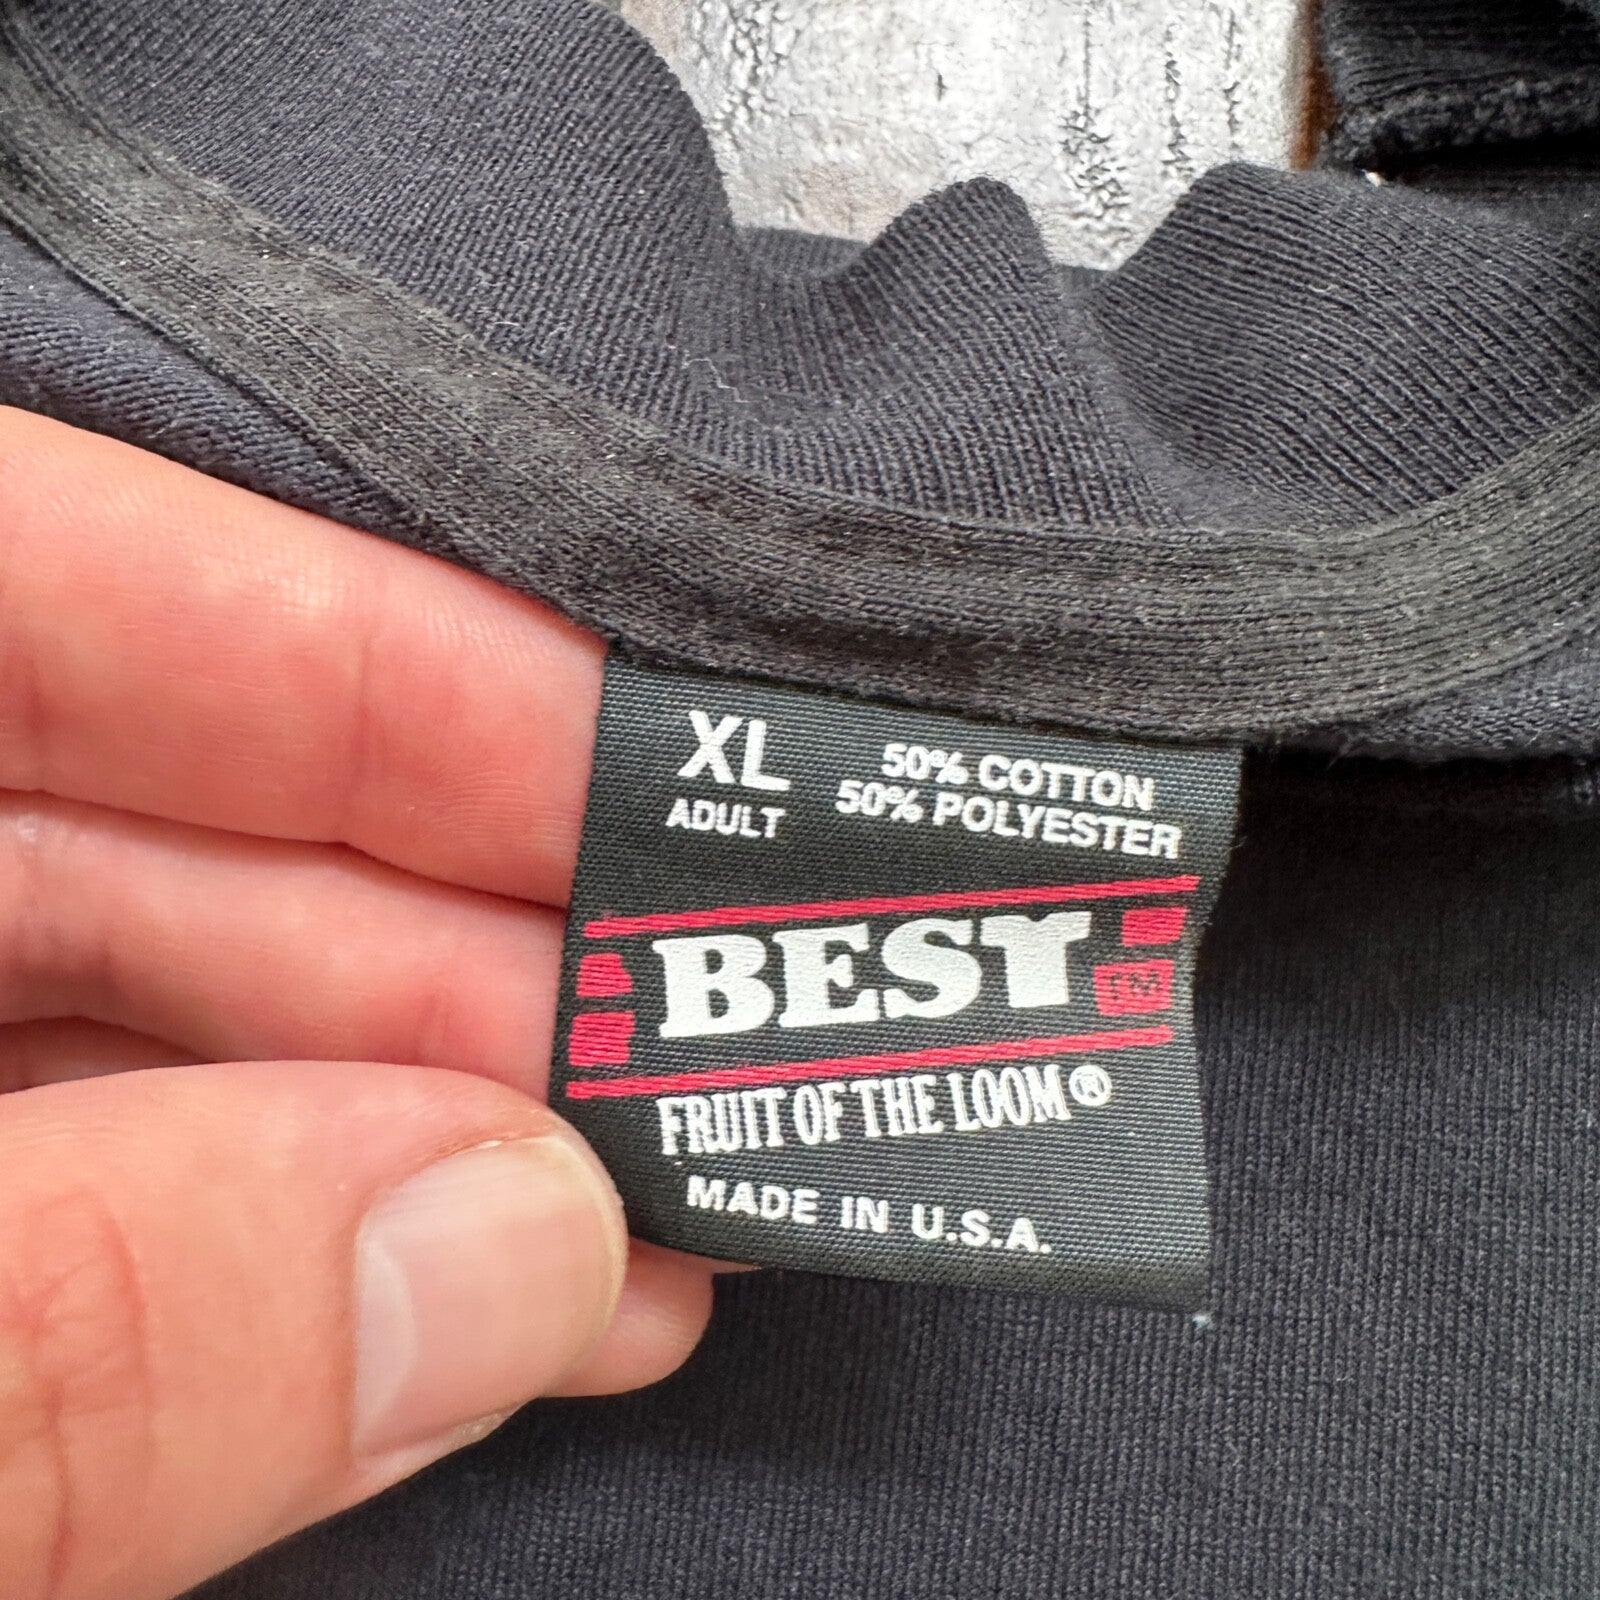 XL
ADULT
50% COTTON
50% POLYESTER
BEST TM
FRUIT OF THE LOOM®
MADE IN U.S.A.